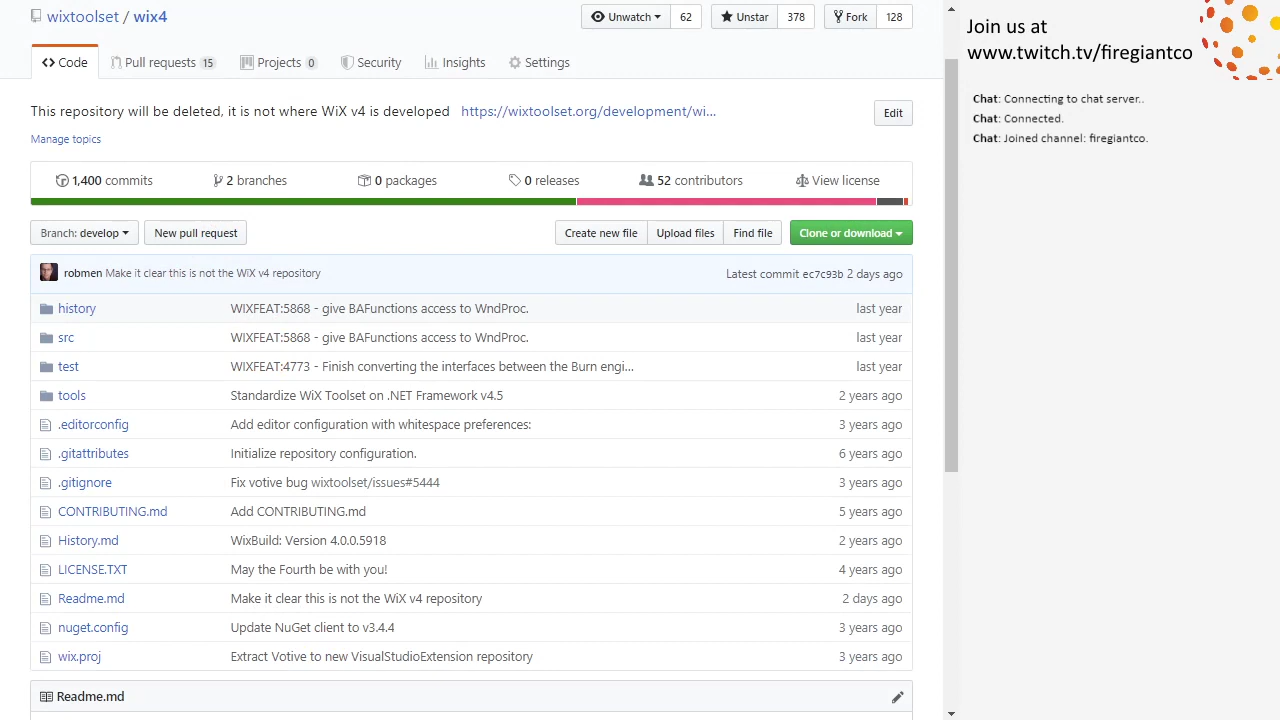 wixtoolset / wix4
Unwatch 62 Unstar 378 Fork 128
Code Pull requests 15 Projects 0 Security Insights Settings
This repository will be deleted, it is not where WiX v4 is developed https://wixtoolset.org/development/wi...
Edit
Manage topics
1,400 commits 2 branches 0 packages 0 releases 52 contributors View license
Branch: develop New pull request Create new file Upload files Find file Clone or download
robmen Make it clear this is not the WiX v4 repository Latest commit ec7c93b 2 days ago
history WIXFEAT:5868 - give BAFunctions access to WndProc. last year
src WIXFEAT:5868 - give BAFunctions access to WndProc. last year
test WIXFEAT:4773 - Finish converting the interfaces between the Burn engi... last year
tools Standardize WiX Toolset on .NET Framework v4.5 2 years ago
.editorconfig Add editor configuration with whitespace preferences: 3 years ago
.gitattributes Initialize repository configuration. 6 years ago
.gitignore Fix votive bug wixtoolset/issues#5444 3 years ago
CONTRIBUTING.md Add CONTRIBUTING.md 5 years ago
History.md WixBuild: Version 4.0.0.5918 2 years ago
LICENSE.TXT May the Fourth be with you! 4 years ago
Readme.md Make it clear this is not the WiX v4 repository 2 days ago
nuget.config Update NuGet client to v3.4.4 3 years ago
wix.proj Extract Votive to new VisualStudioExtension repository 3 years ago
Readme.md
Join us at
www.twitch.tv/firegiantco
Chat: Connecting to chat server..
Chat: Connected.
Chat: Joined channel: firegiantco.